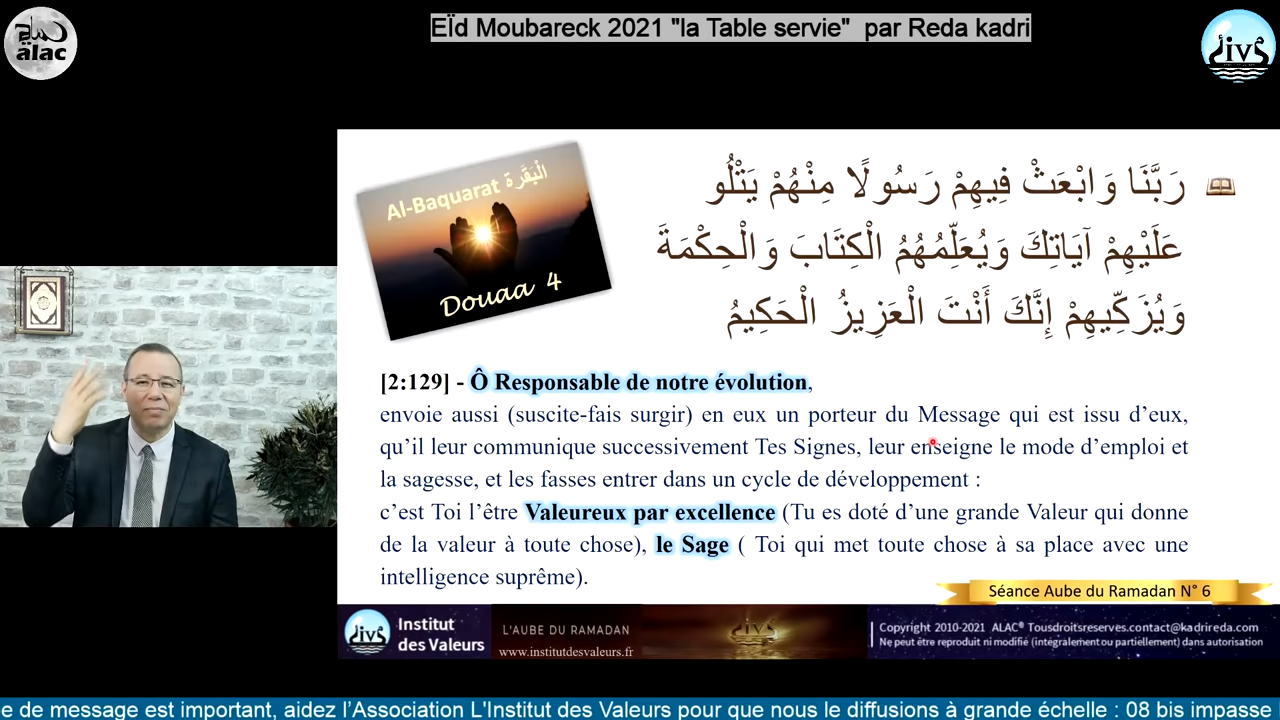 صلح
älac
EÏd Moubareck 2021 "la Table servie" par Reda kadri
ivs
Al-Baquarat الْبَقَرَة
Douaa 4
رَبَّنَا وَابْعَثْ فِيهِمْ رَسُولًا مِنْهُمْ يَتْلُو
عَلَيْهِمْ آيَاتِكَ وَيُعَلِّمُهُمُ الْكِتَابَ وَالْحِكْمَةَ
وَيُزَكِّيهِمْ إِنَّكَ أَنْتَ الْعَزِيزُ الْحَكِيمُ
[2:129] - Ô Responsable de notre évolution,
envoie aussi (suscite-fais surgir) en eux un porteur du Message qui est issu d’eux,
qu’il leur communique successivement Tes Signes, leur enseigne le mode d’emploi et
la sagesse, et les fasses entrer dans un cycle de développement :
c’est Toi l’être Valeureux par excellence (Tu es doté d’une grande Valeur qui donne
de la valeur à toute chose), le Sage ( Toi qui met toute chose à sa place avec une
intelligence suprême).
Séance Aube du Ramadan N° 6
ivs
Institut
des Valeurs
L'AUBE DU RAMADAN
www.institutdesvaleurs.fr
ivs
Copyright 2010-2021 ALAC® Tousdroitsreserves.contact@kadrireda.com
Ne peut être reproduit ni modifié (intégralement ou partiellement) dans autorisation
e de message est important, aidez l’Association L'Institut des Valeurs pour que nous le diffusions à grande échelle : 08 bis impasse